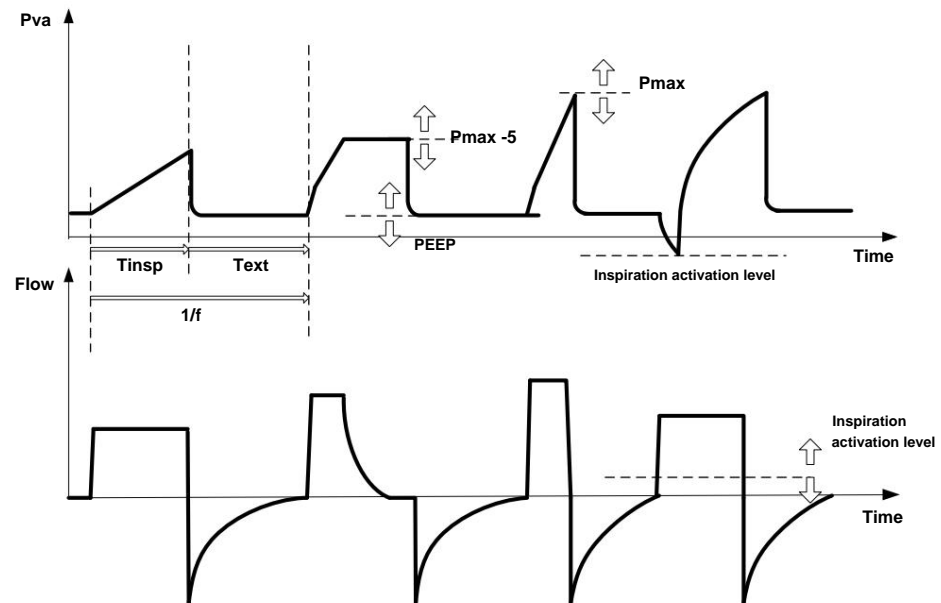 Pva
Pmax
Pmax -5
PEEP
Time
Tinsp
Text
Inspiration activation level
Flow
1/f
Inspiration
activation level
Time